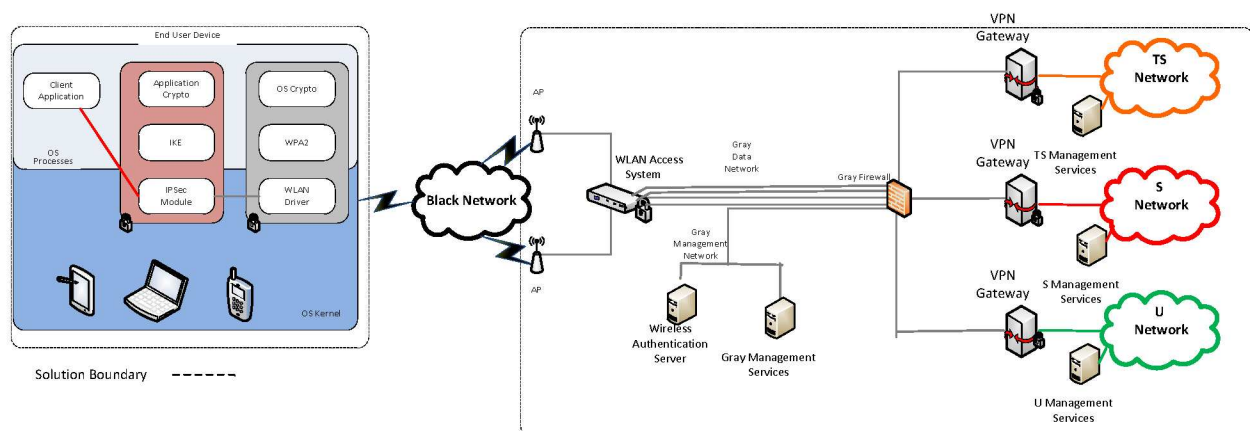 End User Device
Client
Application
Application
Crypto
OS Crypto
IKE
WPA2
OS
Processes
IPSec
Module
WLAN
Driver
OS Kernel
Solution Boundary
Black Network
AP
AP
WLAN Access
System
Gray
Data
Network
Gray Firewall
Gray
Management
Network
Wireless
Authentication
Server
Gray Management
Services
VPN
Gateway
TS
Network
TS Management
Services
VPN
Gateway
S
Network
S Management
Services
VPN
Gateway
U
Network
U Management
Services